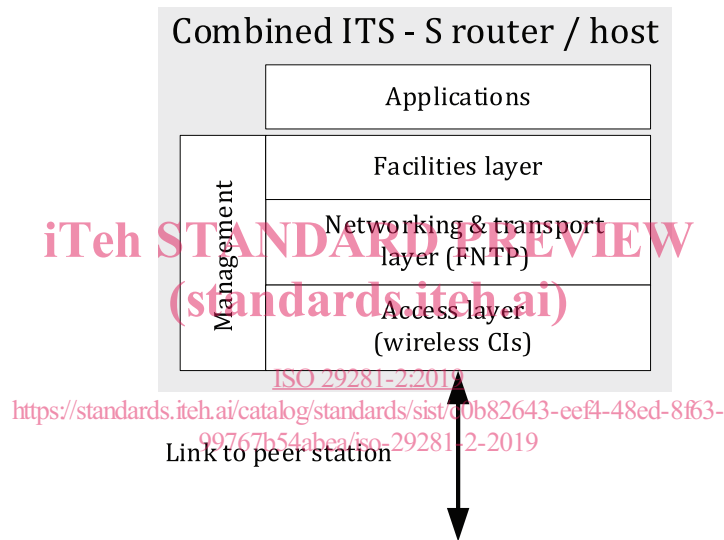 Combined ITS - S router / host
Applications
Facilities layer
Management
Networking & transport
layer (FNTP)
Access layer
(wireless CIs)
iTeh STANDARD PREVIEW
(standards.iteh.ai)
ISO 29281-2:2019
https://standards.iteh.ai/catalog/standards/sist/c0b82643-eef4-48ed-8f63-
99767b54abea/iso-29281-2-2019
Link to peer station